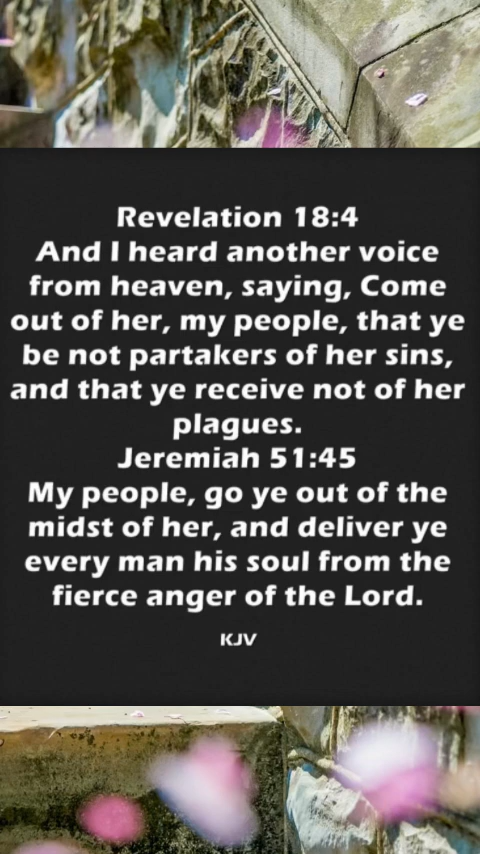 Revelation 18:4
And I heard another voice
from heaven, saying, Come
out of her, my people, that ye
be not partakers of her sins,
and that ye receive not of her
plagues.
Jeremiah 51:45
My people, go ye out of the
midst of her, and deliver ye
every man his soul from the
fierce anger of the Lord.
KJV